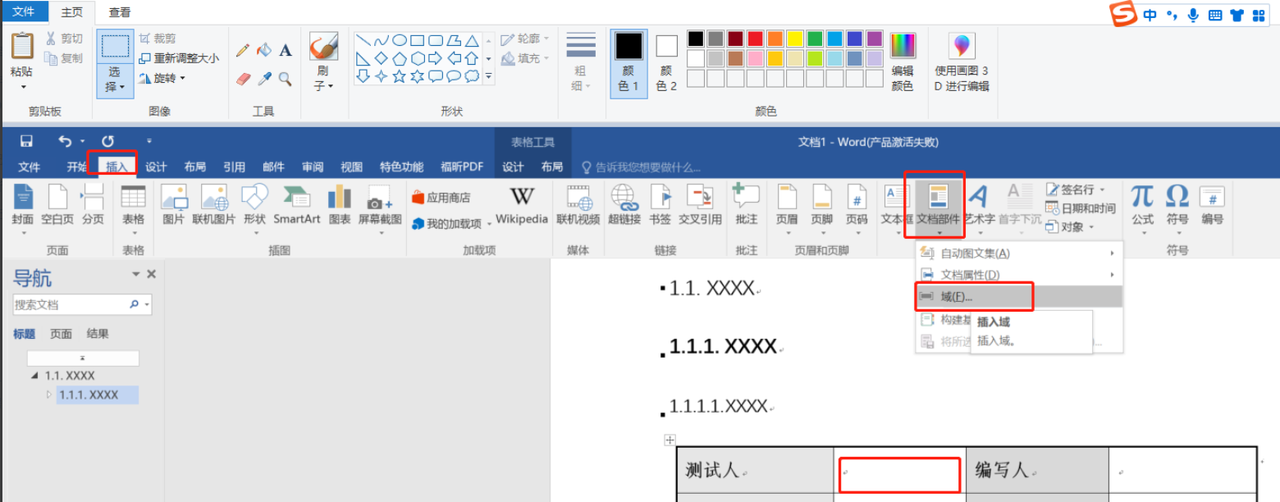 文件 主页 查看
中
粘贴 剪切 复制
选择 裁剪 重新调整大小 旋转
A
刷子
轮廓 填充
粗细
颜色 1 颜色 2
编辑颜色
使用画图 3D 进行编辑
剪贴板 图像 工具 形状 颜色
表格工具 文档1 - Word(产品激活失败)
文件 开始 插入 设计 布局 引用 邮件 审阅 视图 特色功能 福昕PDF 设计 布局 告诉我您想要做什么...
封面 空白页 分页 表格 图片 联机图片 形状 SmartArt 图表 屏幕截图
应用商店
我的加载项
W
Wikipedia
联机视频 超链接 书签 交叉引用 批注 页眉 页脚 页码 文本框 文档部件 艺术字 首字下沉
签名行
日期和时间
对象
公式 符号 编号
页面 表格 插图 加载项 媒体 链接 批注 页眉和页脚 符号
自动图文集(A)
文档属性(D)
域(F)...
构建基
将所选
插入域
插入域。
导航
搜索文档
标题 页面 结果
1.1. XXXX
1.1.1. XXXX
1.1. XXXX
1.1.1. XXXX
1.1.1.1.XXXX
测试人 编写人